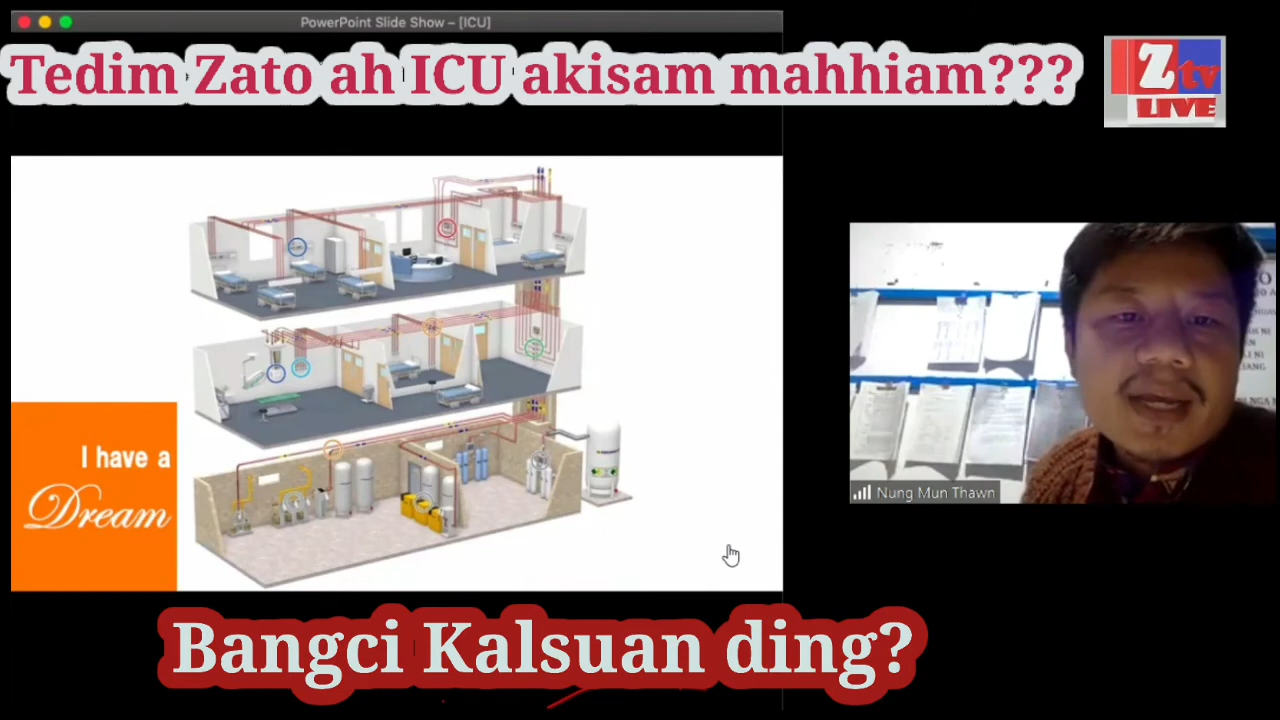 PowerPoint Slide Show – [ICU]
Tedim Zato ah ICU akisam mahhiam???
Z tv
LIVE
I have a
Dream
Nung Mun Thawn
Bangci Kalsuan ding?